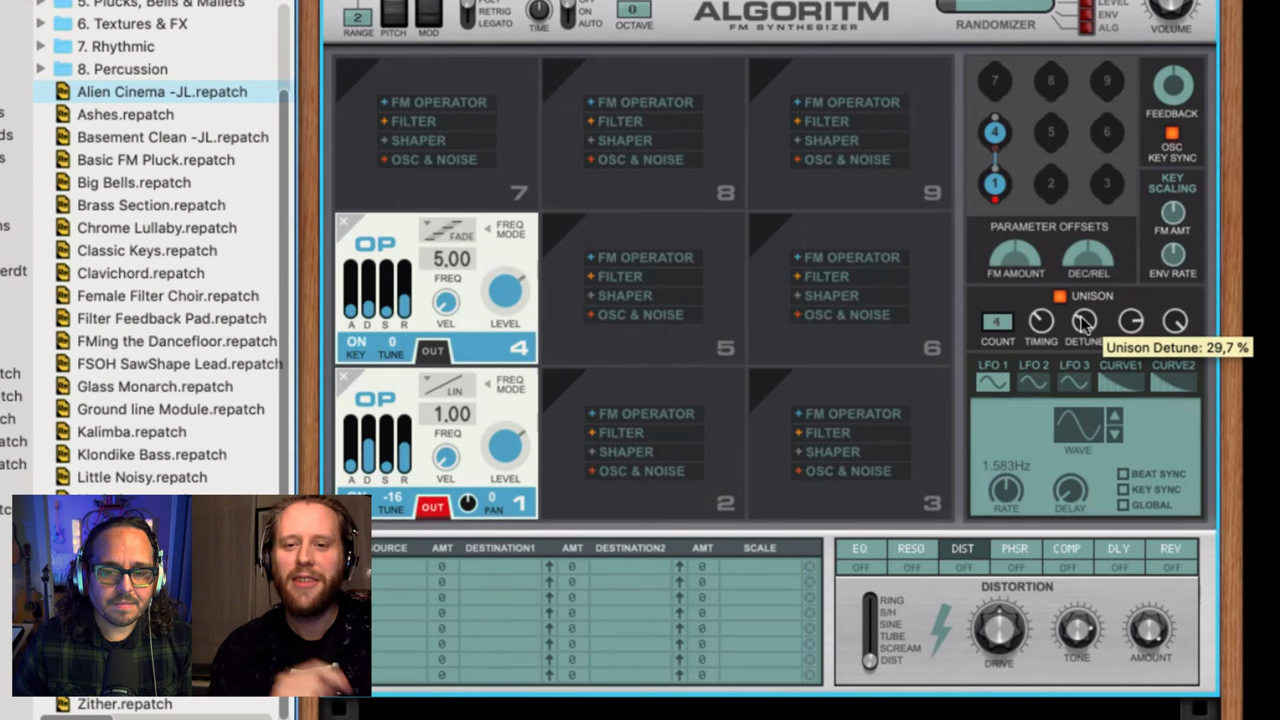 5. Plucks, Bells & Mallets
6. Textures & FX
7. Rhythmic
8. Percussion
Alien Cinema -JL.repatch
Ashes.repatch
Basement Clean -JL.repatch
Basic FM Pluck.repatch
Big Bells.repatch
Brass Section.repatch
Chrome Lullaby.repatch
Classic Keys.repatch
Clavichord.repatch
Female Filter Choir.repatch
Filter Feedback Pad.repatch
FMing the Dancefloor.repatch
FSOH SawShape Lead.repatch
Glass Monarch.repatch
Ground line Module.repatch
Kalimba.repatch
Klondike Bass.repatch
Little Noisy.repatch
Zither.repatch
2
RANGE PITCH MOD
RETRIG
LEGATO
TIME
ON
AUTO
0
OCTAVE
ALGORITM
FM SYNTHESIZER
RANDOMIZER
LEVEL
ENV
ALG
VOLUME
+ FM OPERATOR
+ FILTER
+ SHAPER
+ OSC & NOISE
7
+ FM OPERATOR
+ FILTER
+ SHAPER
+ OSC & NOISE
8
+ FM OPERATOR
+ FILTER
+ SHAPER
+ OSC & NOISE
9
OP
FADE
FREQ
MODE
5.00
FREQ
A D S R
VEL
LEVEL
ON
KEY
0
TUNE
OUT
4
+ FM OPERATOR
+ FILTER
+ SHAPER
+ OSC & NOISE
5
+ FM OPERATOR
+ FILTER
+ SHAPER
+ OSC & NOISE
6
OP
LIN
FREQ
MODE
1.00
FREQ
A D S R
VEL
LEVEL
-16
TUNE
OUT
0
PAN
1
+ FM OPERATOR
+ FILTER
+ SHAPER
+ OSC & NOISE
2
+ FM OPERATOR
+ FILTER
+ SHAPER
+ OSC & NOISE
3
7 8 9
4 5 6
1 2 3
FEEDBACK
OSC
KEY SYNC
KEY
SCALING
FM AMT
ENV RATE
PARAMETER OFFSETS
FM AMOUNT DEC/REL
UNISON
4
COUNT TIMING DETUNE
Unison Detune: 29,7 %
LFO 1 LFO 2 LFO 3 CURVE1 CURVE2
WAVE
1.583Hz
RATE DELAY
BEAT SYNC
KEY SYNC
GLOBAL
AMT DESTINATION1 AMT DESTINATION2 AMT SCALE
0 0 0
0 0 0
0 0 0
0 0 0
0 0 0
0 0 0
0 0 0
0 0 0
EQ RESO DIST PHSR COMP DLY REV
OFF OFF OFF OFF OFF OFF OFF
DISTORTION
RING
S/H
SINE
TUBE
SCREAM
DIST
DRIVE TONE AMOUNT